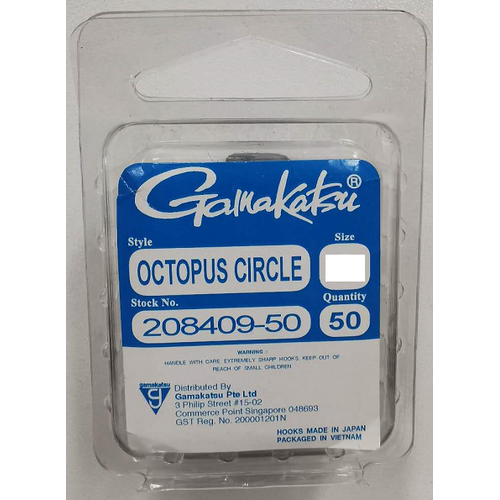 Gamakatsu®
Style
Size
OCTOPUS CIRCLE
Stock No.
Quantity
208409-50
50
WARNING :
HANDLE WITH CARE. EXTREMELY SHARP HOOKS, KEEP OUT OF
REACH OF SMALL CHILDREN.
gamakatsu
Distributed By
Gamakatsu Pte Ltd
3 Philip Street #15-02
Commerce Point Singapore 048693
GST Reg. No. 200001201N
HOOKS MADE IN JAPAN
PACKAGED IN VIETNAM